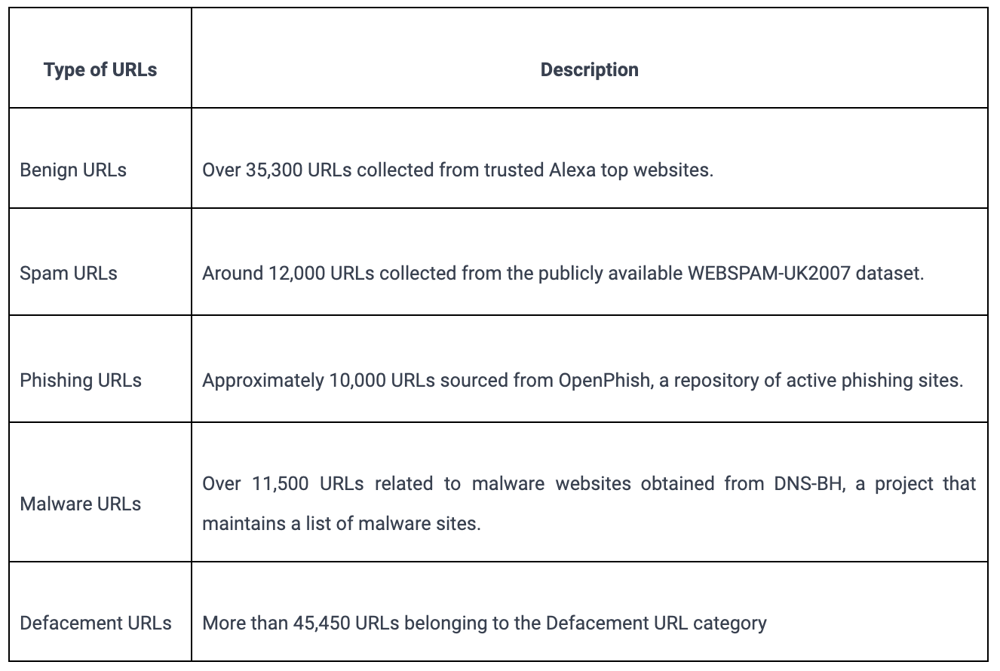 Type of URLs
Description
Benign URLs
Over 35,300 URLs collected from trusted Alexa top websites.
Spam URLs
Around 12,000 URLs collected from the publicly available WEBSPAM-UK2007 dataset.
Phishing URLs
Approximately 10,000 URLs sourced from OpenPhish, a repository of active phishing sites.
Malware URLs
Over 11,500 URLs related to malware websites obtained from DNS-BH, a project that
maintains a list of malware sites.
Defacement URLs
More than 45,450 URLs belonging to the Defacement URL category